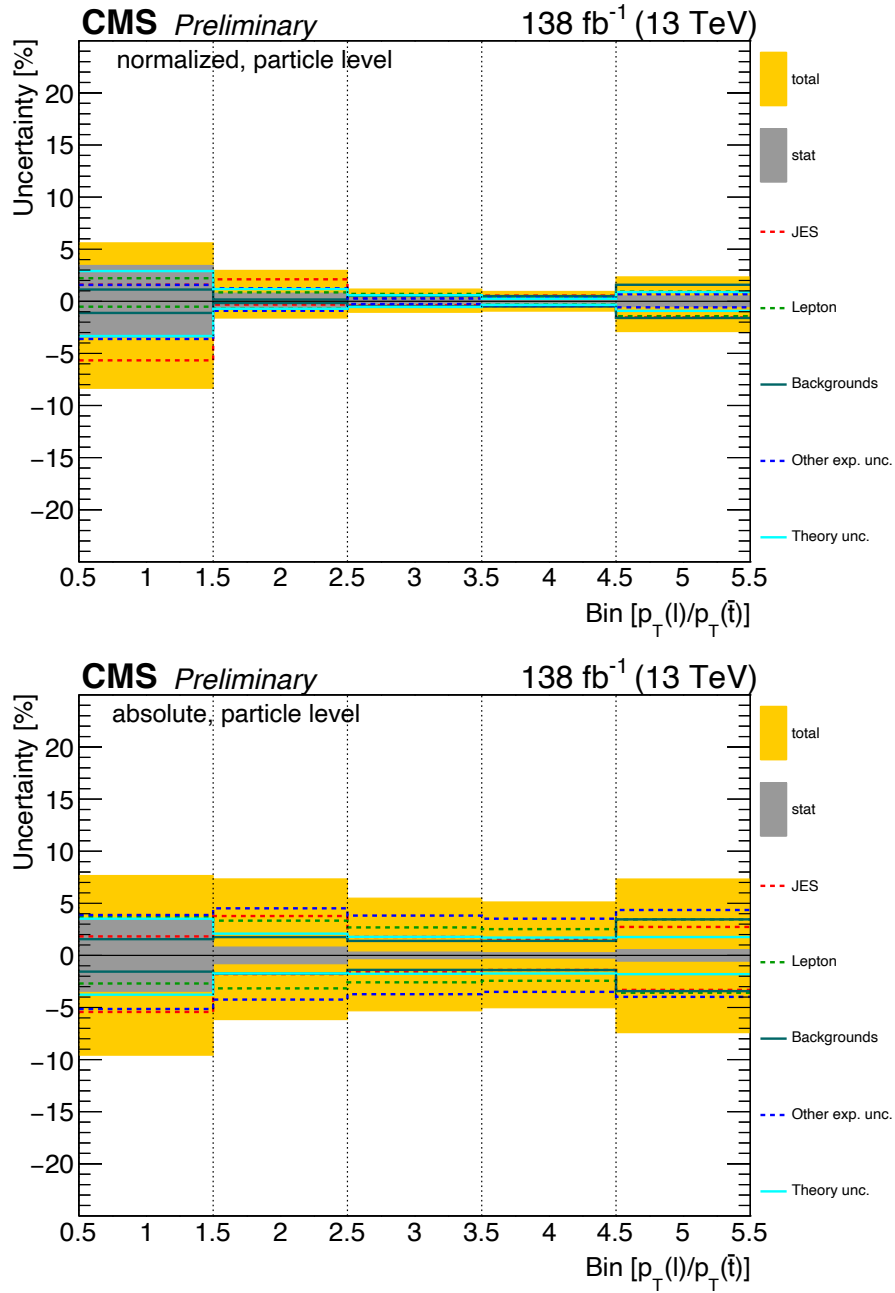 CMS Preliminary 138 fb⁻¹ (13 TeV)
normalized, particle level
Uncertainty [%]
20
15
10
5
0
−5
−10
−15
−20
0.5 1 1.5 2 2.5 3 3.5 4 4.5 5 5.5
Bin [p_T(l)/p_T(t̄)]
total
stat
JES
Lepton
Backgrounds
Other exp. unc.
Theory unc.
CMS Preliminary 138 fb⁻¹ (13 TeV)
absolute, particle level
Uncertainty [%]
20
15
10
5
0
−5
−10
−15
−20
0.5 1 1.5 2 2.5 3 3.5 4 4.5 5 5.5
Bin [p_T(l)/p_T(t̄)]
total
stat
JES
Lepton
Backgrounds
Other exp. unc.
Theory unc.